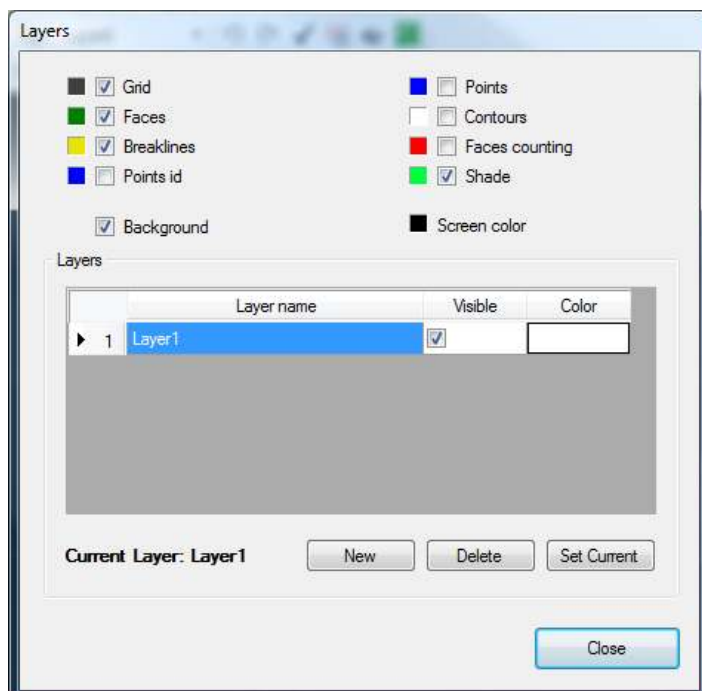 Layers
Grid
Points
Faces
Contours
Breaklines
Faces counting
Points id
Shade
Background
Screen color
Layers
Layer name Visible Color
1 Layer1
Current Layer: Layer1 New Delete Set Current
Close